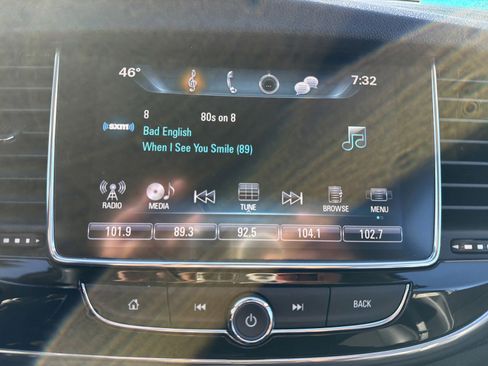 46°
7:32
8 80s on 8
((sxm))
Bad English
When I See You Smile (89)
RADIO MEDIA TUNE BROWSE MENU
101.9 89.3 92.5 104.1 102.7
BACK